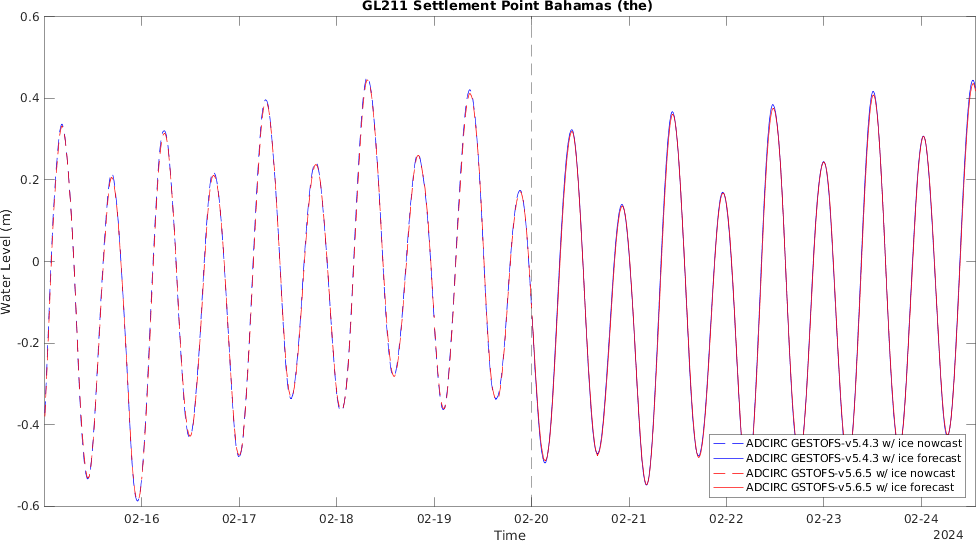 GL211 Settlement Point Bahamas (the)
0.6
0.4
0.2
0
-0.2
-0.4
-0.6
Water Level (m)
02-16 02-17 02-18 02-19 02-20 02-21 02-22 02-23 02-24
Time
2024
ADCIRC GESTOFS-v5.4.3 w/ ice nowcast
ADCIRC GESTOFS-v5.4.3 w/ ice forecast
ADCIRC GSTOFS-v5.6.5 w/ ice nowcast
ADCIRC GSTOFS-v5.6.5 w/ ice forecast